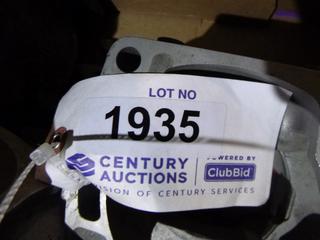 LOT NO
1935
CENTURY
AUCTIONS
POWERED BY
ClubBid
DIVISION OF CENTURY SERVICES